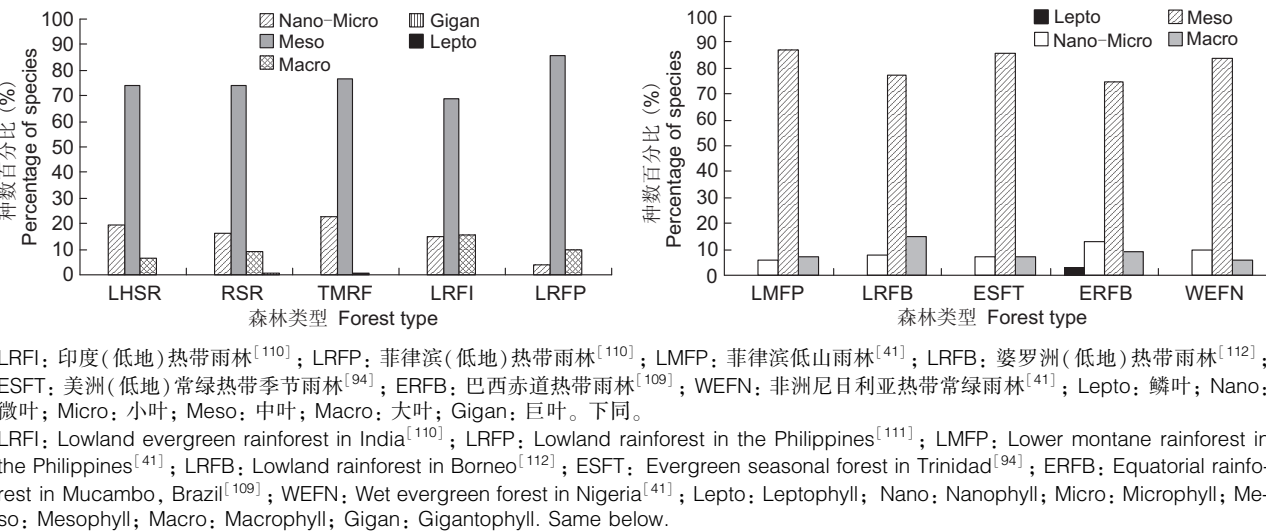 100
90
80
70
60
50
40
30
20
10
0
种数百分比 (%)
Percentage of species
Nano-Micro
Meso
Macro
Gigan
Lepto
LHSR RSR TMRF LRFI LRFP
森林类型 Forest type
100
90
80
70
60
50
40
30
20
10
0
种数百分比 (%)
Percentage of species
Lepto
Nano-Micro
Meso
Macro
LMFP LRFB ESFT ERFB WEFN
森林类型 Forest type
LRFI: 印度(低地)热带雨林[110]; LRFP: 菲律滨(低地)热带雨林[110]; LMFP: 菲律滨低山雨林[41]; LRFB: 婆罗洲(低地)热带雨林[112];
ESFT: 美洲(低地)常绿热带季节雨林[94]; ERFB: 巴西赤道热带雨林[109]; WEFN: 非洲尼日利亚热带常绿雨林[41]; Lepto: 鳞叶; Nano:
微叶; Micro: 小叶; Meso: 中叶; Macro: 大叶; Gigan: 巨叶。下同。
LRFI: Lowland evergreen rainforest in India[110]; LRFP: Lowland rainforest in the Philippines[111]; LMFP: Lower montane rainforest in
the Philippines[41]; LRFB: Lowland rainforest in Borneo[112]; ESFT: Evergreen seasonal forest in Trinidad[94]; ERFB: Equatorial rainfo-
rest in Mucambo, Brazil[109]; WEFN: Wet evergreen forest in Nigeria[41]; Lepto: Leptophyll; Nano: Nanophyll; Micro: Microphyll; Me-
so: Mesophyll; Macro: Macrophyll; Gigan: Gigantophyll. Same below.